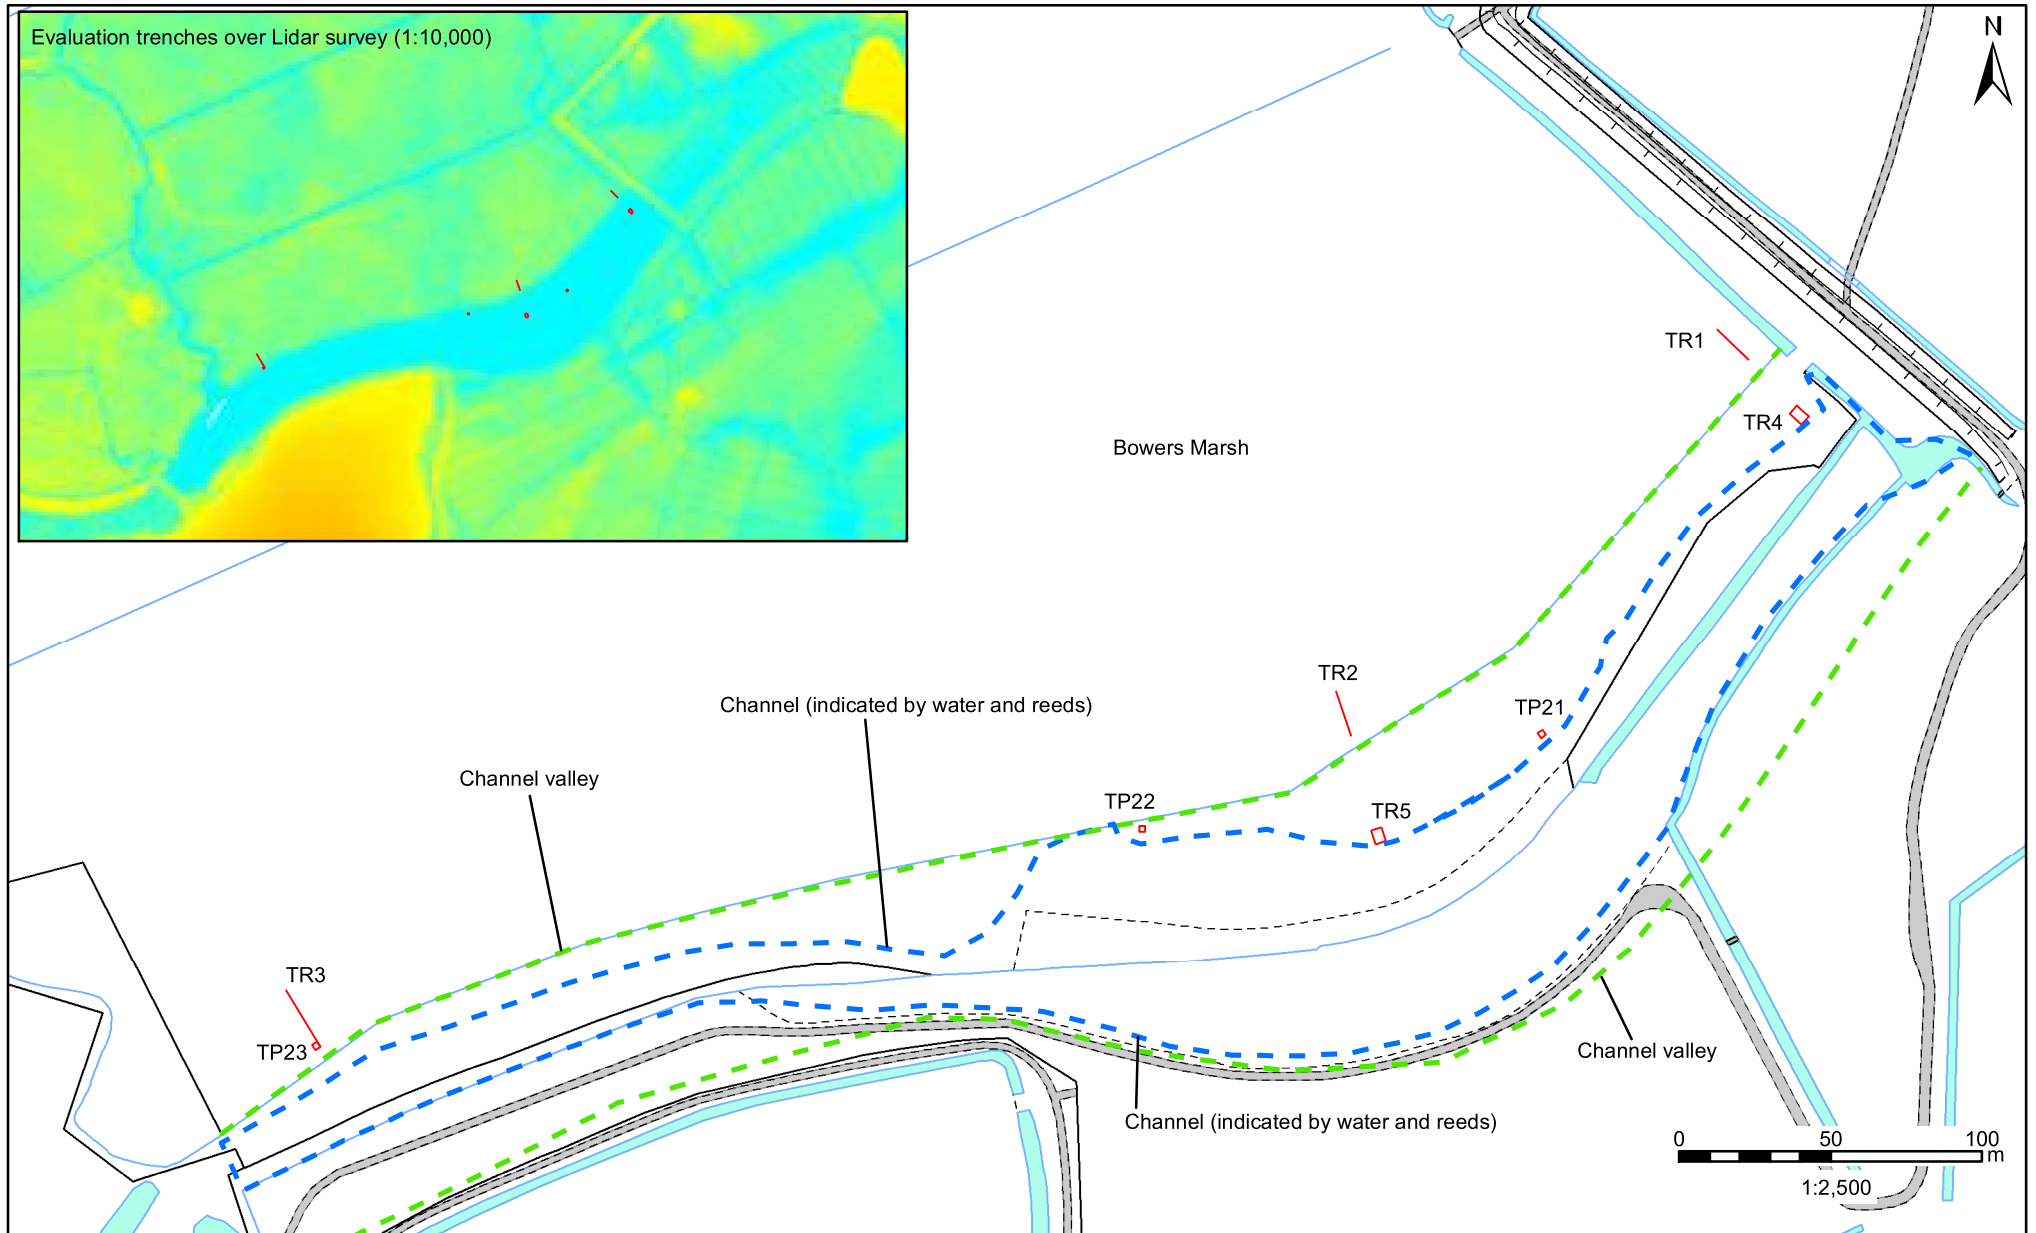 Evaluation trenches over Lidar survey (1:10,000)
N
TR1
TR4
Bowers Marsh
TR2
Channel (indicated by water and reeds)
TP21
Channel valley
TP22
TR5
TR3
TP23
Channel valley
Channel (indicated by water and reeds)
0 50 100
m
1:2,500